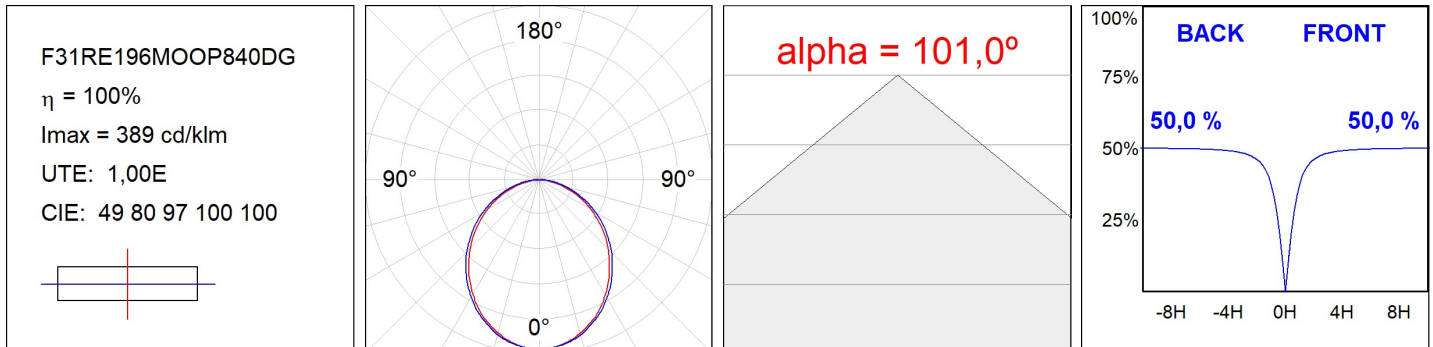 F31RE196MOOP840DG
η = 100%
Imax = 389 cd/klm
UTE: 1,00E
CIE: 49 80 97 100 100
180°
90° 90°
0°
alpha = 101,0º
100%
BACK FRONT
75%
50,0 % 50,0 %
50%
25%
-8H -4H 0H 4H 8H